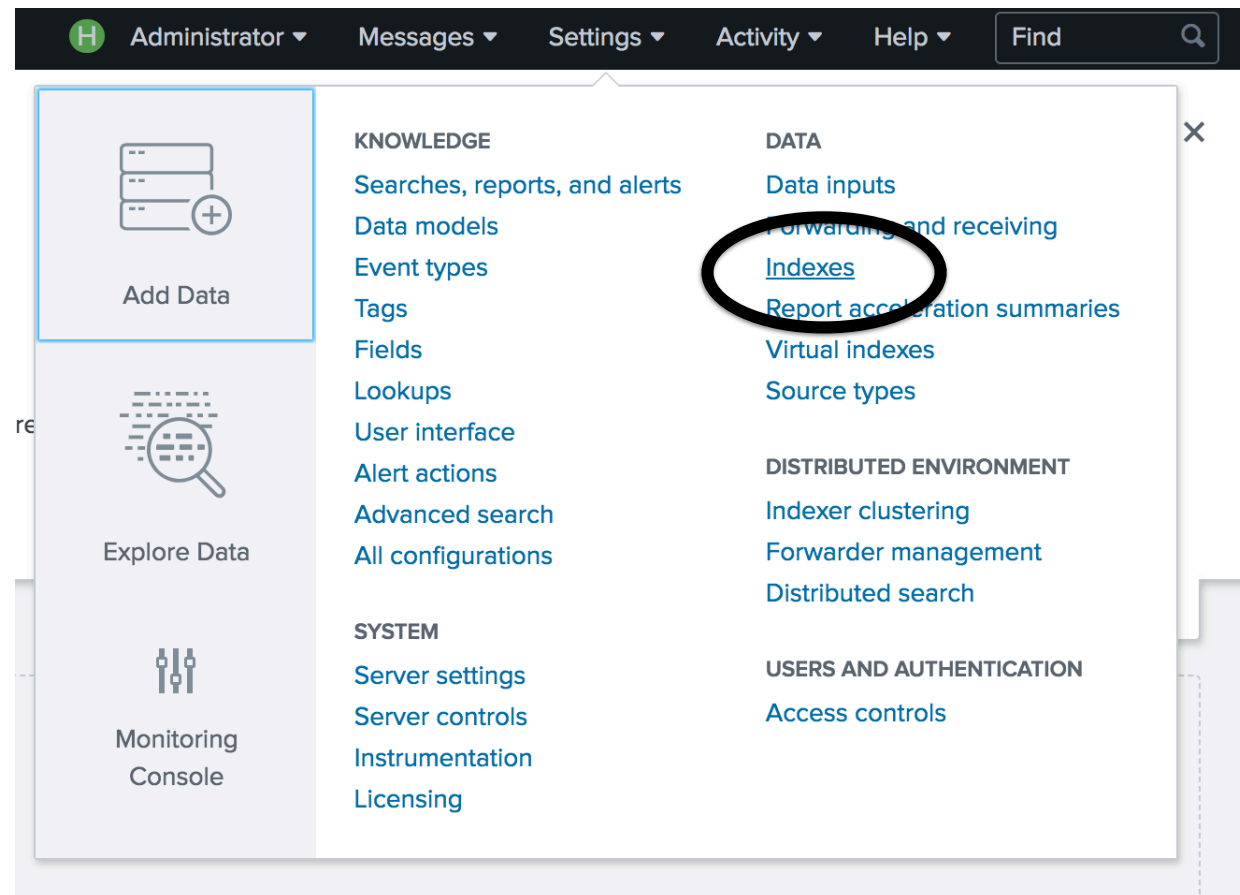 H Administrator Messages Settings Activity Help Find
Add Data
Explore Data
Monitoring
Console
KNOWLEDGE
Searches, reports, and alerts
Data models
Event types
Tags
Fields
Lookups
User interface
Alert actions
Advanced search
All configurations
SYSTEM
Server settings
Server controls
Instrumentation
Licensing
DATA
Data inputs
Forwarding and receiving
Indexes
Report acceleration summaries
Virtual indexes
Source types
DISTRIBUTED ENVIRONMENT
Indexer clustering
Forwarder management
Distributed search
USERS AND AUTHENTICATION
Access controls
re